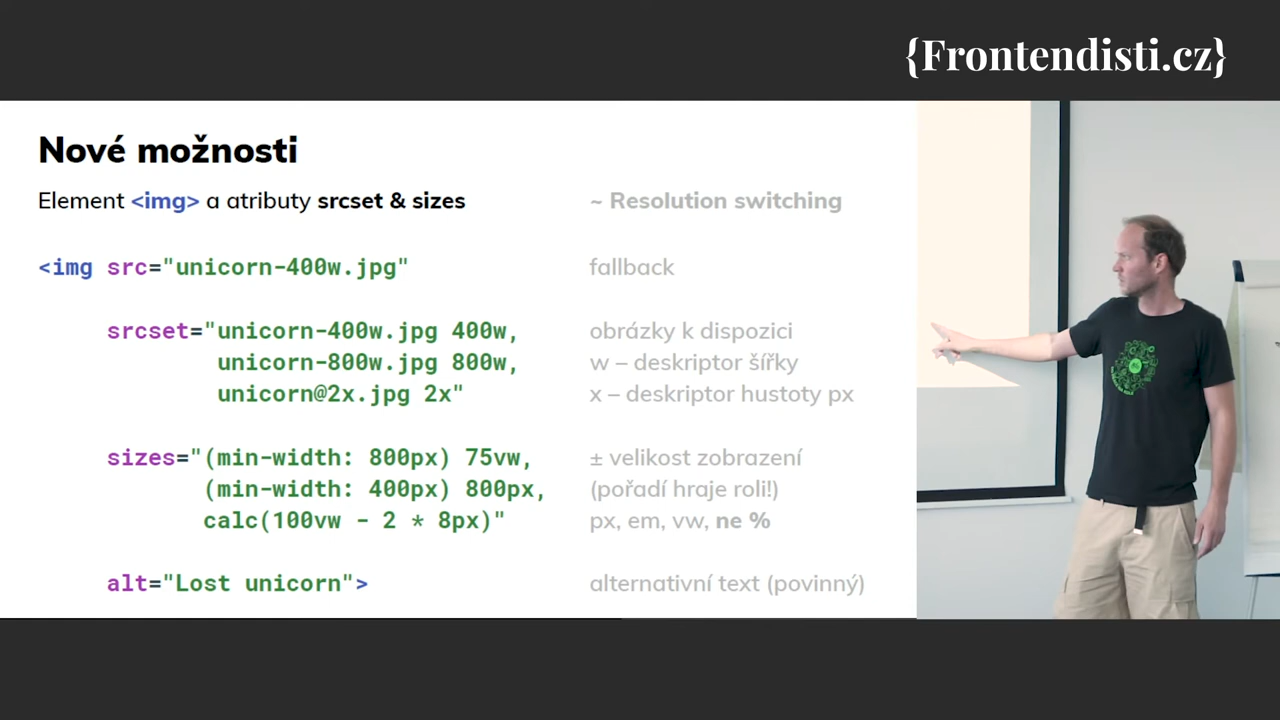 {Frontendisti.cz}
Nové možnosti
Element <img> a atributy srcset & sizes
~ Resolution switching
<img src="unicorn-400w.jpg"
fallback
srcset="unicorn-400w.jpg 400w,
obrázky k dispozici
unicorn-800w.jpg 800w,
w – deskriptor šířky
unicorn@2x.jpg 2x"
x – deskriptor hustoty px
sizes="(min-width: 800px) 75vw,
± velikost zobrazení
(min-width: 400px) 800px,
(pořadí hraje roli!)
calc(100vw - 2 * 8px)"
px, em, vw, ne %
alt="Lost unicorn">
alternativní text (povinný)